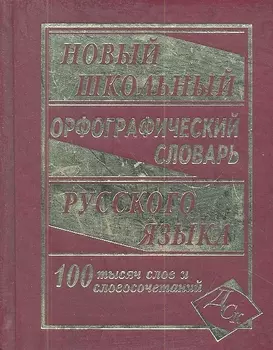 НОВЫЙ
ШКОЛЬНЫЙ
ОРФОГРАФИЧЕСКИЙ
СЛОВАРЬ
РУССКОГО
ЯЗЫКА
100 тысяч слов и
словосочетаний